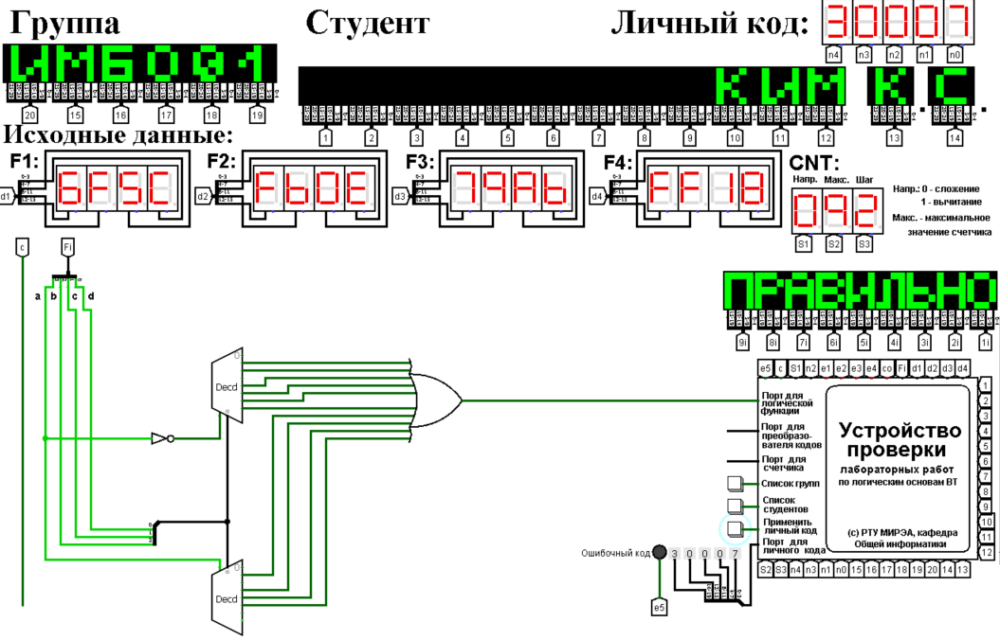 Группа
Студент
Личный код:
30007
n4 n3 n2 n1 n0
ИМБО01
КИМ К. С.
20 15 16 17 18 19
1 2 3 4 5 6 7 8 9 10 11 12 13 14
Исходные данные:
F1: 6F5C
F2: Fb0E
F3: 79Ab
F4: FF18
CNT:
d1 d2 d3 d4
Напр. Макс. Шаг
092
S1 S2 S3
Напр.: 0 - сложение
1 - вычитание
Макс. - максимальное
значение счетчика
c Fi
a b c d
ПРАВИЛЬНО
9i 8i 7i 6i 5i 4i 3i 2i 1i
e5 c S1 n2 e1 e2 e3 e4 co Fi d1 d2 d3 d4
Decd
Порт для
логической
функции
Порт для
преобразо-
вателя кодов
Порт для
счетчика
Список групп
Список
студентов
Применить
личный код
Порт для
личного кода
Устройство
проверки
лабораторных работ
по логическим основам ВТ
(c) РТУ МИРЭА, кафедра
Общей информатики
1
2
3
4
5
6
7
8
9
10
11
12
Ошибочный код
3 0 0 0 7
S2 S3 n4 n3 n1 n0 15 16 17 18 19 20 14 13
Decd
e5